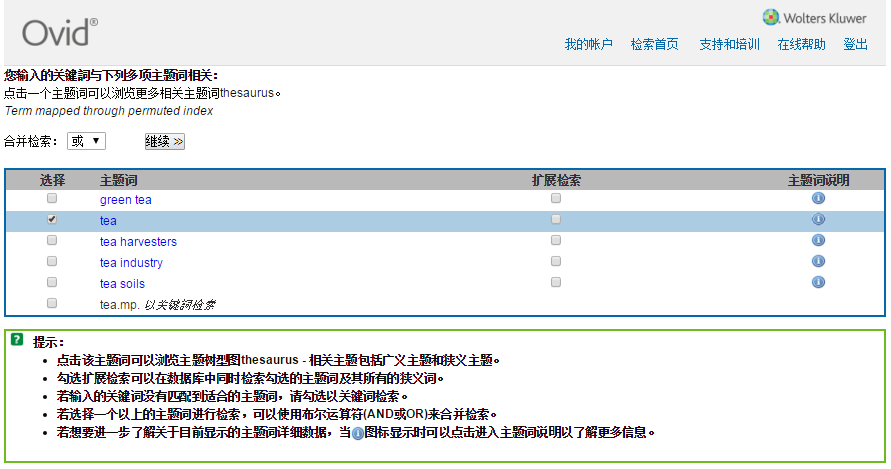 Ovid®
Wolters Kluwer
我的帐户 检索首页 支持和培训 在线帮助 登出
您输入的关键詞与下列多项主题词相关：
点击一个主题词可以浏览更多相关主题词thesaurus。
Term mapped through permuted index
合并检索： 或 ▼ 继续 >>
选择 主题词 扩展检索 主题词说明
green tea
tea
tea harvesters
tea industry
tea soils
tea.mp. 以关键詞检索
? 提示：
• 点击该主题词可以浏览主题树型图thesaurus - 相关主题包括广义主题和狭义主题。
• 勾选扩展检索可以在数据库中同时检索勾选的主题词及其所有的狭义词。
• 若输入的关键词没有匹配到适合的主题词，请勾选以关键词检索。
• 若选择一个以上的主题词进行检索，可以使用布尔运算符(AND或OR)来合并检索。
• 若想要进一步了解关于目前显示的主题词详细数据，当i图标显示时可以点击进入主题词说明以了解更多信息。